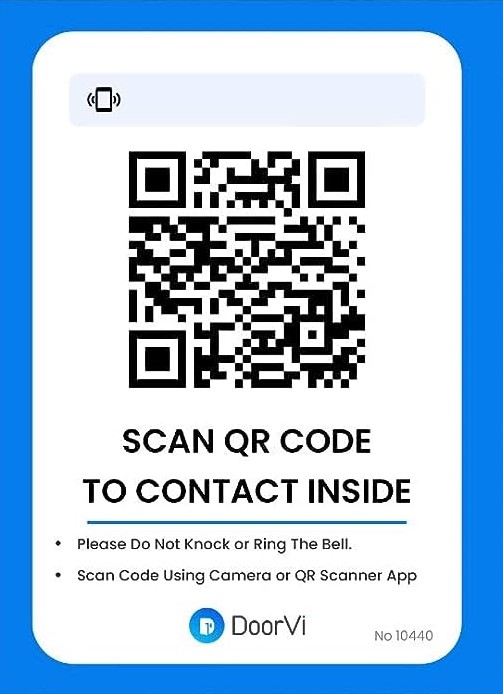 SCAN QR CODE
TO CONTACT INSIDE
• Please Do Not Knock or Ring The Bell.
• Scan Code Using Camera or QR Scanner App
DoorVi
No 10440